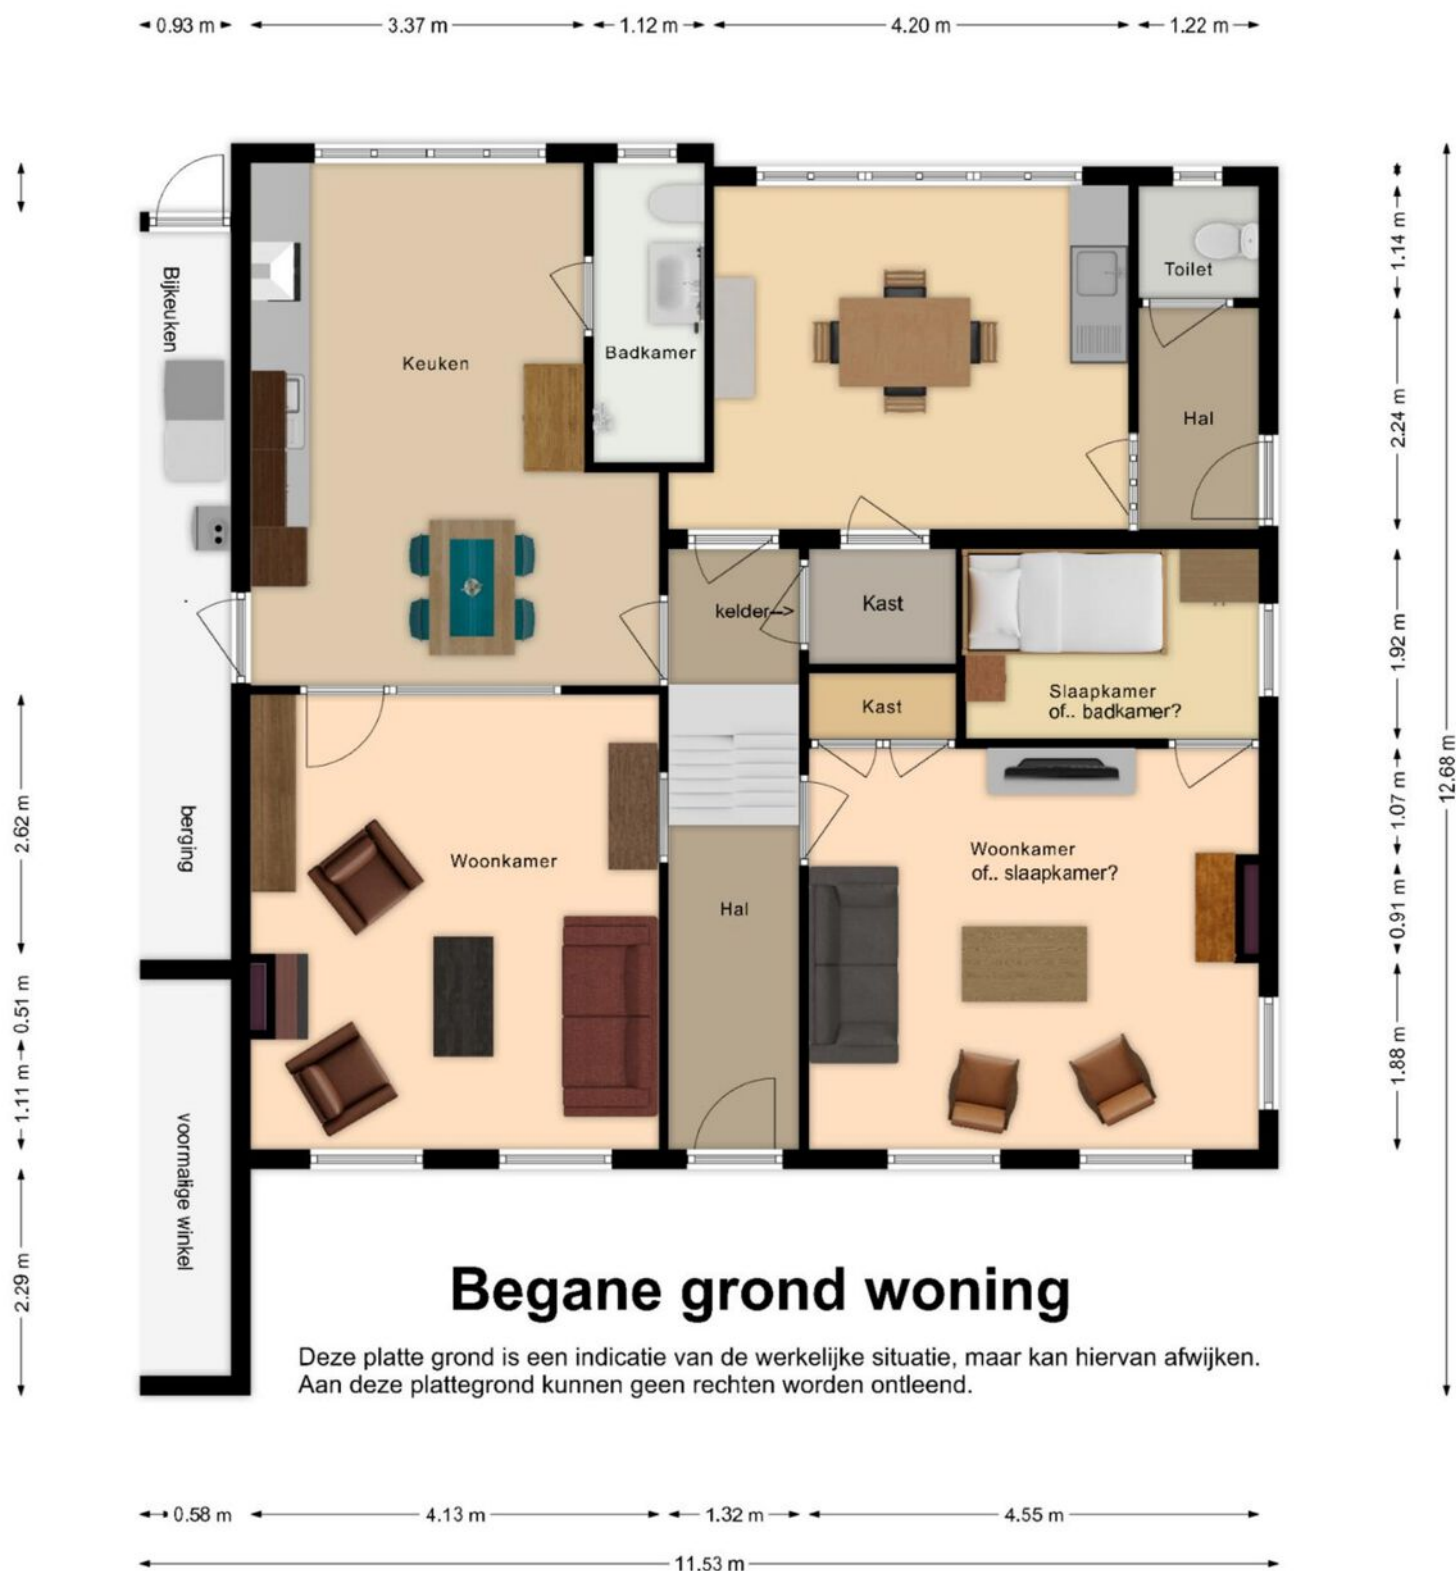 0.93 m
3.37 m
1.12 m
4.20 m
1.22 m
Bijkeuken
Keuken
Badkamer
Toilet
Hal
1.14 m
2.24 m
kelder-->
Kast
Kast
Slaapkamer
of.. badkamer?
1.92 m
12.68 m
2.62 m
berging
Woonkamer
Hal
Woonkamer
of.. slaapkamer?
1.07 m
0.91 m
1.88 m
0.51 m
1.11 m
2.29 m
voormalige winkel
Begane grond woning
Deze platte grond is een indicatie van de werkelijke situatie, maar kan hiervan afwijken.
Aan deze plattegrond kunnen geen rechten worden ontleend.
0.58 m
4.13 m
1.32 m
4.55 m
11.53 m